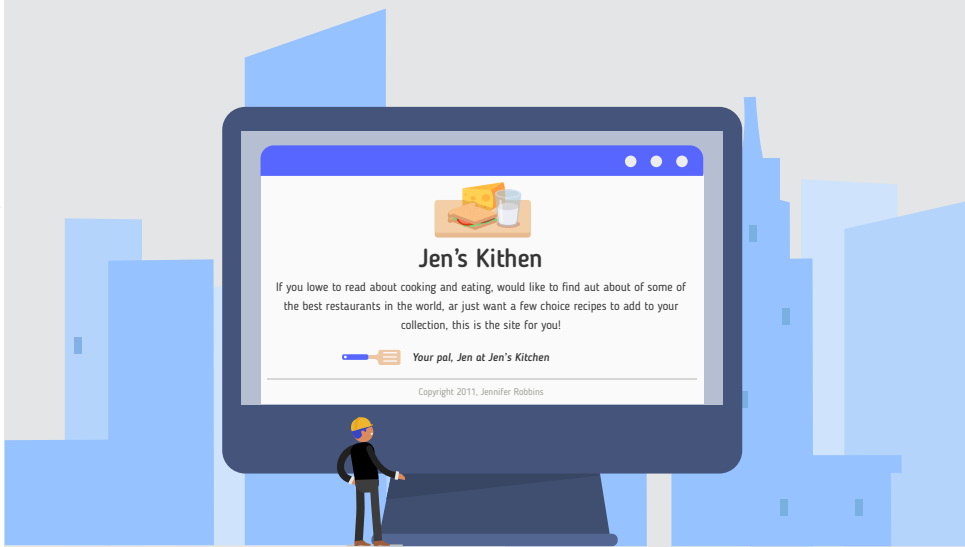 Jen's Kithen
If you lowe to read about cooking and eating, would like to find aut about of some of
the best restaurants in the world, ar just want a few choice recipes to add to your
collection, this is the site for you!
Your pal, Jen at Jen's Kitchen
Copyright 2011, Jennifer Robbins